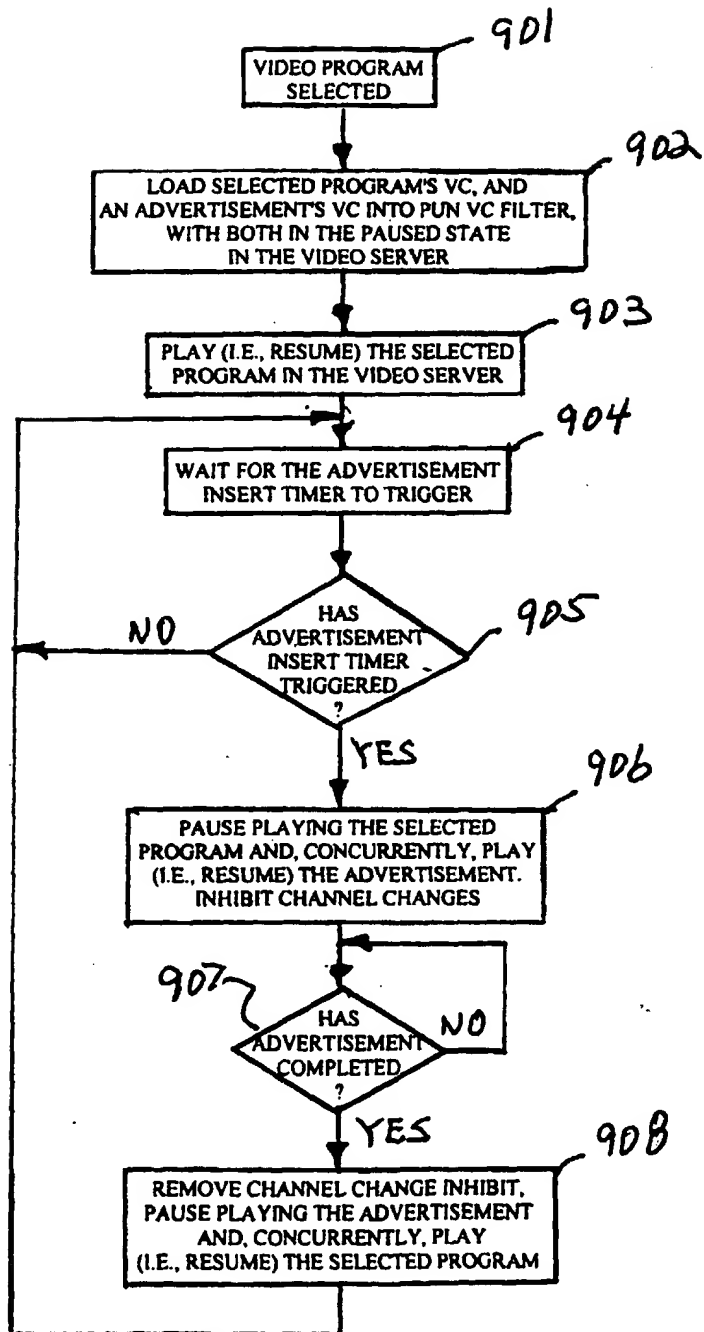 901
VIDEO PROGRAM
SELECTED
902
LOAD SELECTED PROGRAM'S VC, AND
AN ADVERTISEMENT'S VC INTO PUN VC FILTER,
WITH BOTH IN THE PAUSED STATE
IN THE VIDEO SERVER
903
PLAY (I.E., RESUME) THE SELECTED
PROGRAM IN THE VIDEO SERVER
904
WAIT FOR THE ADVERTISEMENT
INSERT TIMER TO TRIGGER
905
NO
HAS
ADVERTISEMENT
INSERT TIMER
TRIGGERED
?
YES
906
PAUSE PLAYING THE SELECTED
PROGRAM AND, CONCURRENTLY, PLAY
(I.E., RESUME) THE ADVERTISEMENT.
INHIBIT CHANNEL CHANGES
907
HAS
ADVERTISEMENT
COMPLETED
?
NO
YES
908
REMOVE CHANNEL CHANGE INHIBIT,
PAUSE PLAYING THE ADVERTISEMENT
AND, CONCURRENTLY, PLAY
(I.E., RESUME) THE SELECTED PROGRAM